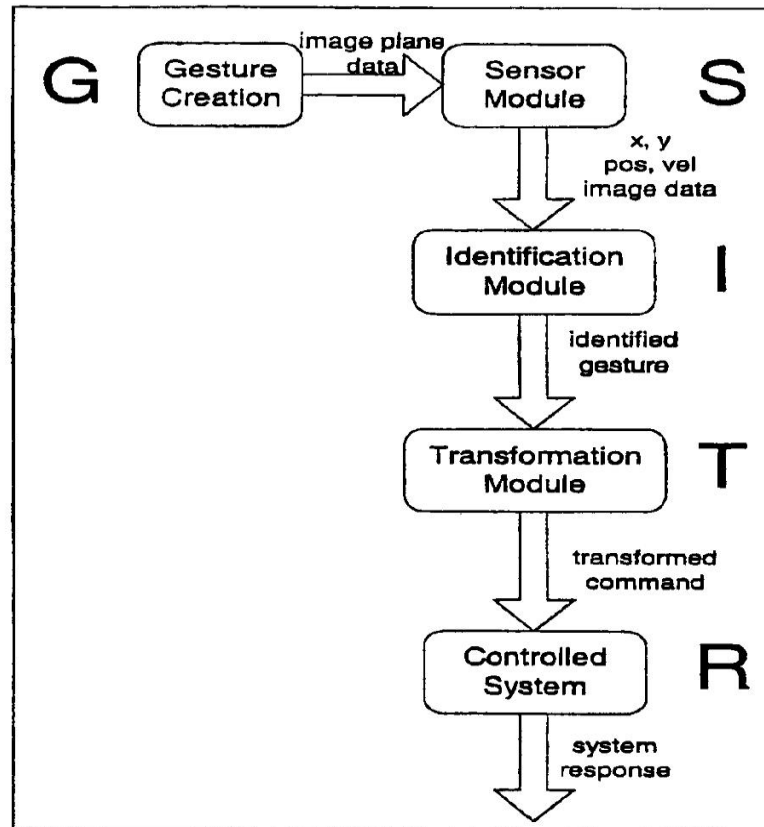 G
Gesture
Creation
image plane
data
Sensor
Module
S
x, y
pos, vel
image data
Identification
Module
I
identified
gesture
Transformation
Module
T
transformed
command
Controlled
System
R
system
response